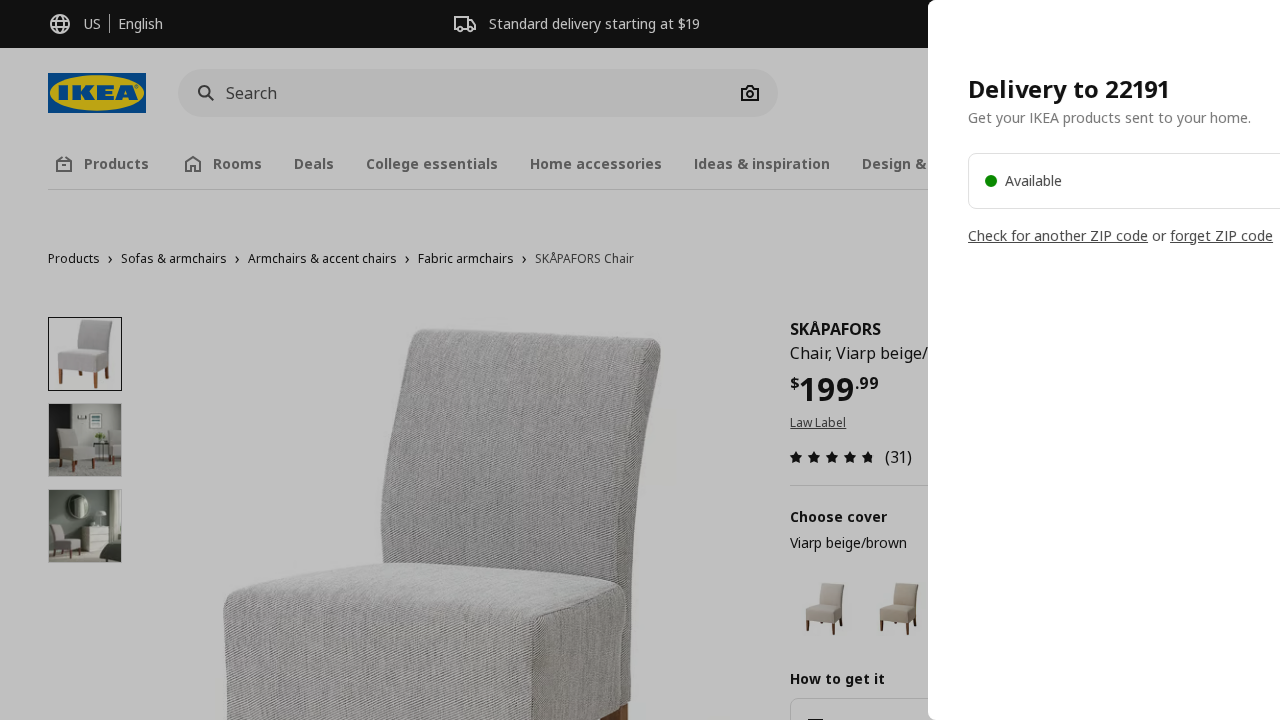 US | English
Standard delivery starting at $19
IKEA
Search
Products
Rooms
Deals
College essentials
Home accessories
Ideas & inspiration
Design &
Products › Sofas & armchairs › Armchairs & accent chairs › Fabric armchairs › SKÅPAFORS Chair
SKÅPAFORS
Chair, Viarp beige/
$199.99
Law Label
(31)
Choose cover
Viarp beige/brown
How to get it
Delivery to 22191
Get your IKEA products sent to your home.
Available
Check for another ZIP code or forget ZIP code